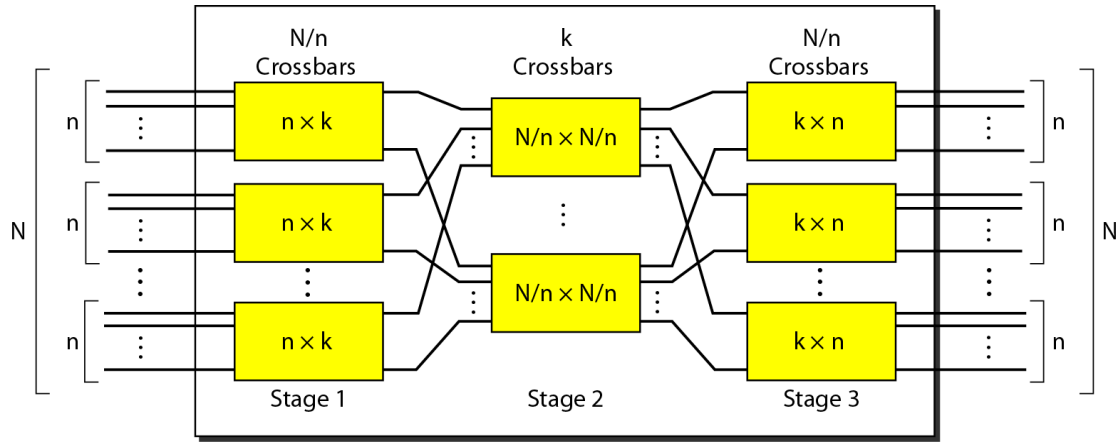 N/n
Crossbars
k
Crossbars
N/n
Crossbars
n
n × k
N/n × N/n
k × n
n
N
n
n × k
k × n
n
N
N/n × N/n
n
n × k
k × n
n
Stage 1
Stage 2
Stage 3